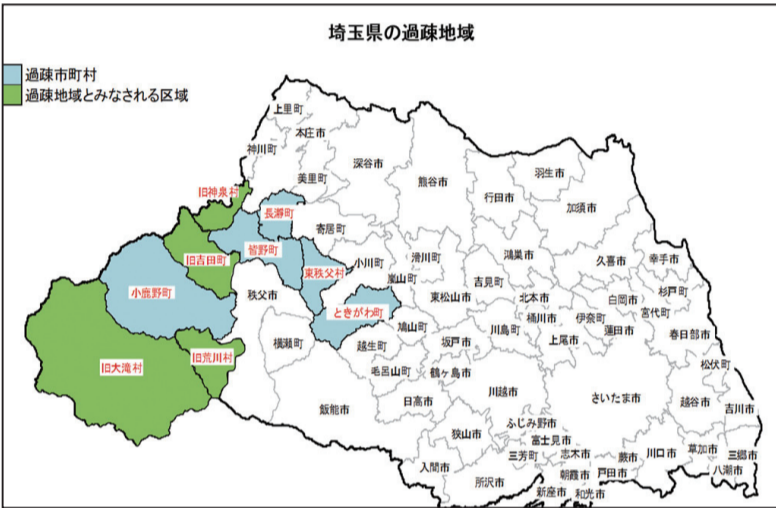 埼玉県の過疎地域
過疎市町村
過疎地域とみなされる区域
上里町
本庄市
神川町
深谷市
美里町
熊谷市
羽生市
行田市
加須市
旧神泉村
長瀞町
寄居町
皆野町
旧吉田町
東秩父村
小川町
滑川町
鴻巣市
久喜市
幸手市
嵐山町
吉見町
小鹿野町
秩父市
東松山市
北本市
白岡市
杉戸町
ときがわ町
桶川市
伊奈町
宮代町
鳩山町
川島町
蓮田市
春日部市
横瀬町
越生町
坂戸市
上尾市
旧荒川村
旧大滝村
毛呂山町
鶴ヶ島市
松伏町
川越市
さいたま市
日高市
越谷市
吉川市
飯能市
ふじみ野市
狭山市
富士見市
草加市
三芳町
志木市
蕨市
川口市
三郷市
入間市
朝霞市
戸田市
八潮市
所沢市
新座市
和光市